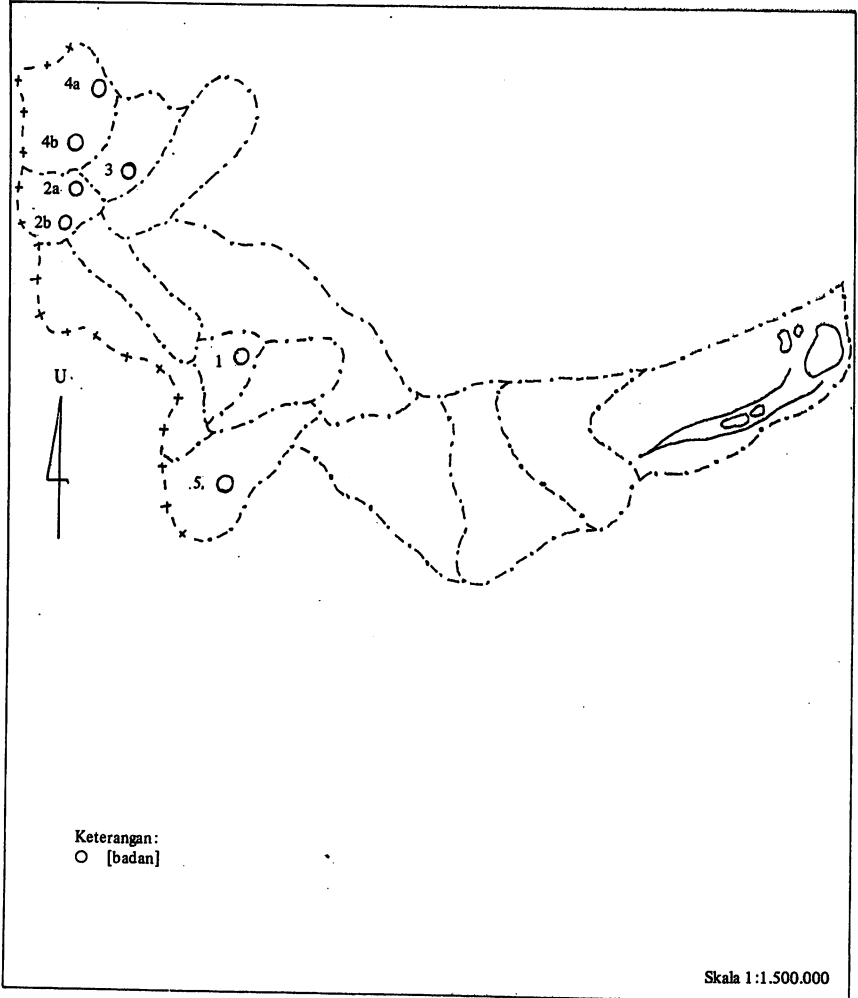 4a
4b
3
2a
2b
1
U
5
Keterangan:
O [badan]
Skala 1:1.500.000